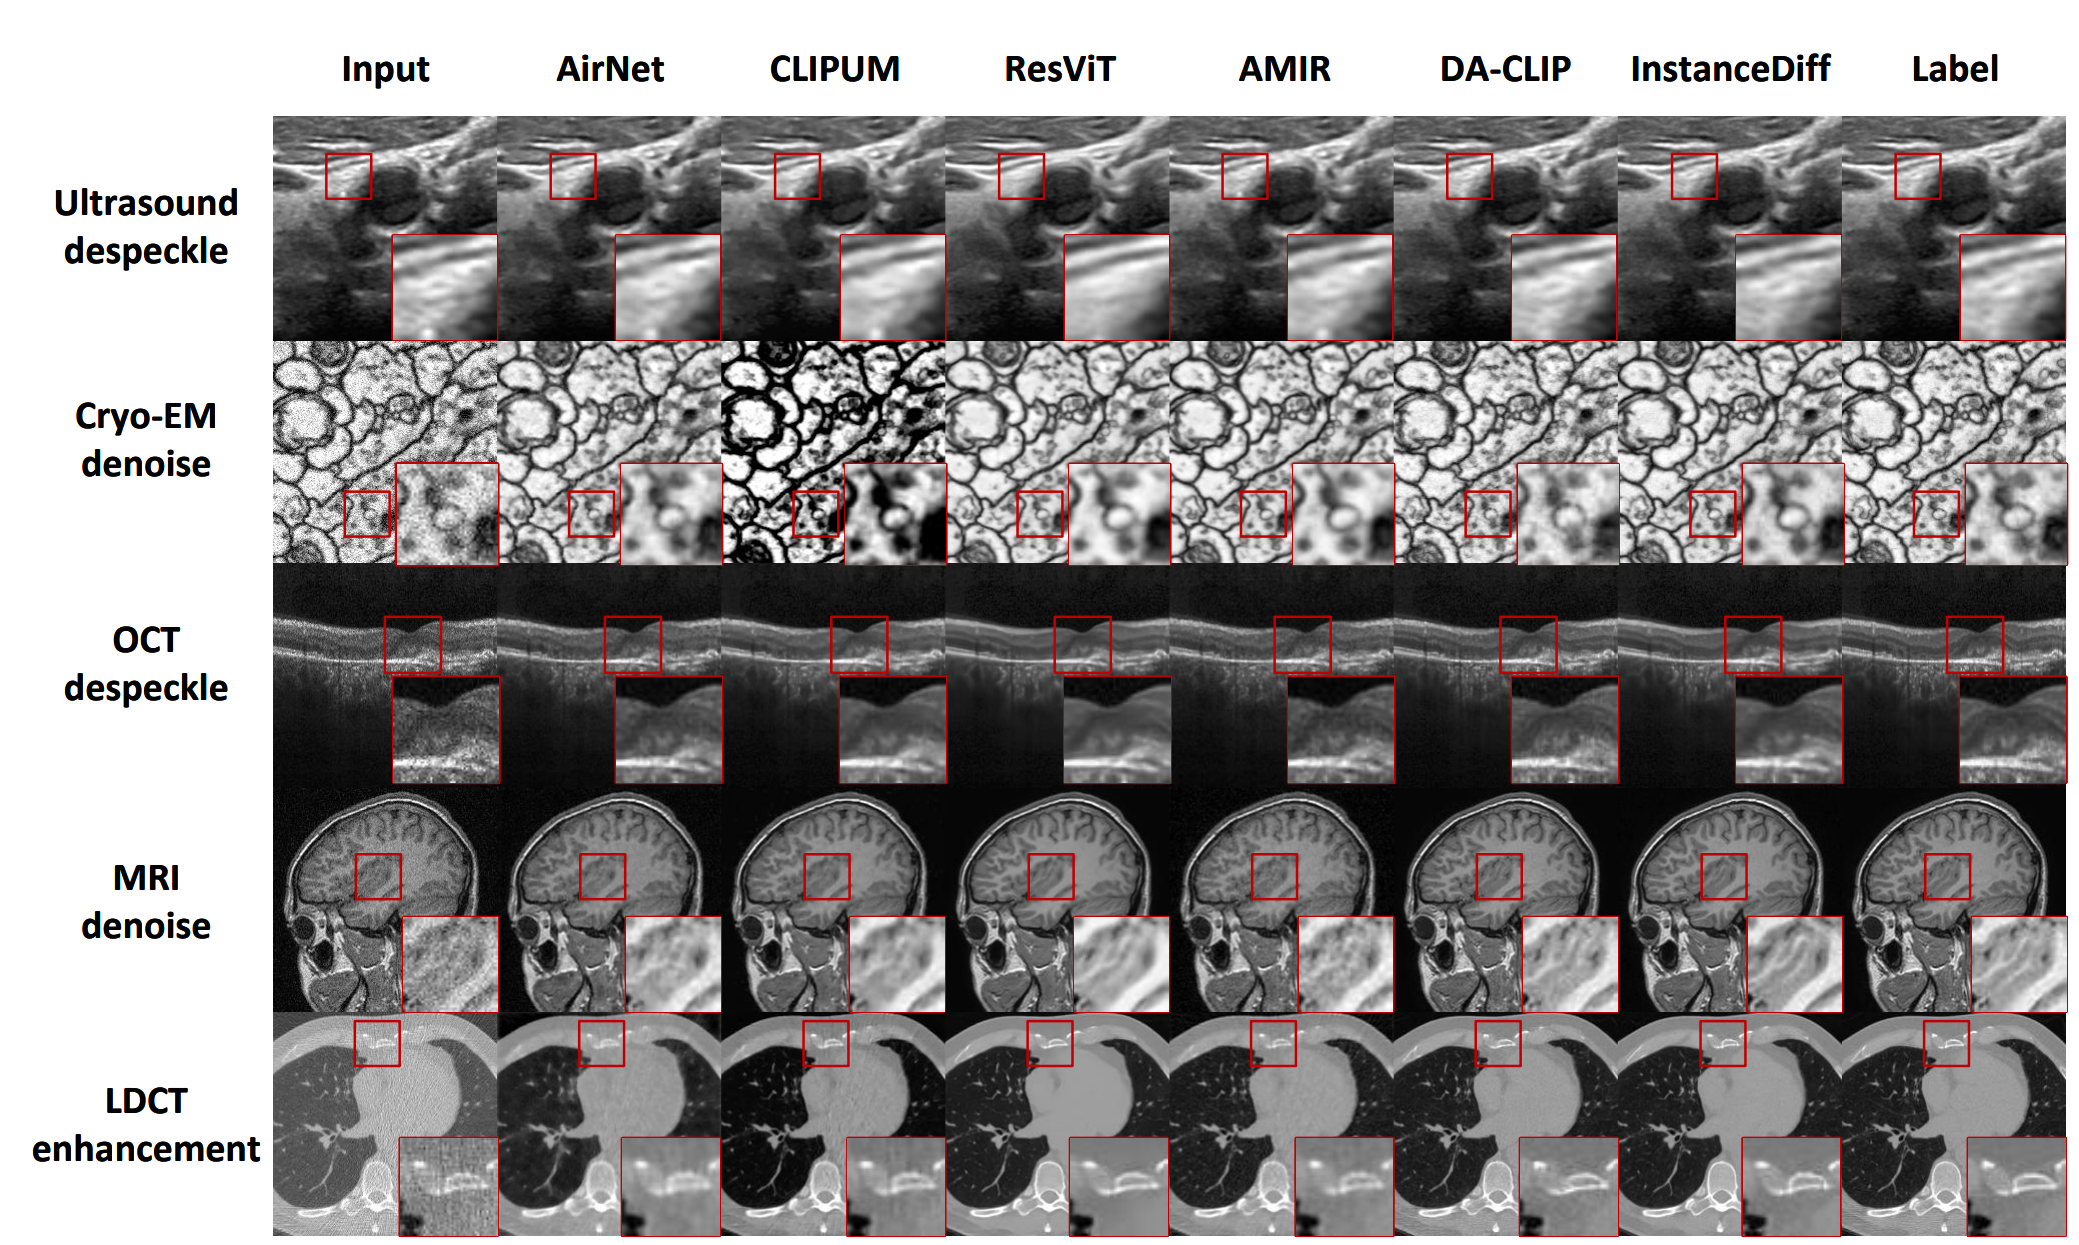 Input AirNet CLIPUM ResViT AMIR DA-CLIP InstanceDiff Label
Ultrasound
despeckle
Cryo-EM
denoise
OCT
despeckle
MRI
denoise
LDCT
enhancement